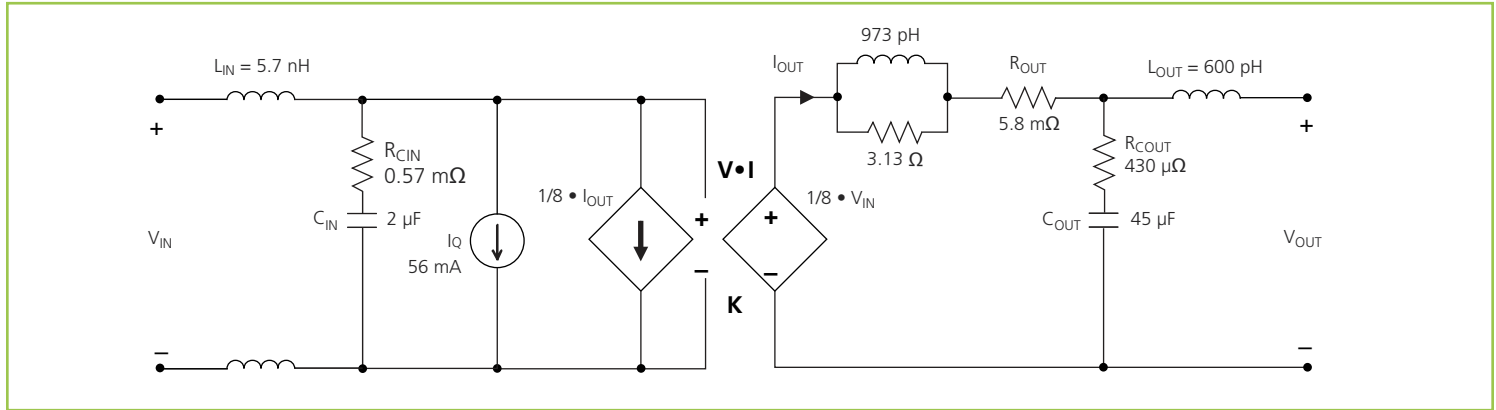 L_IN = 5.7 nH
+
R_CIN
0.57 mΩ
C_IN
2 µF
V_IN
–
I_Q
56 mA
1/8 • I_OUT
+
–
V•I
K
1/8 • V_IN
+
–
I_OUT
973 pH
3.13 Ω
R_OUT
5.8 mΩ
L_OUT = 600 pH
+
R_COUT
430 µΩ
C_OUT
45 µF
V_OUT
–